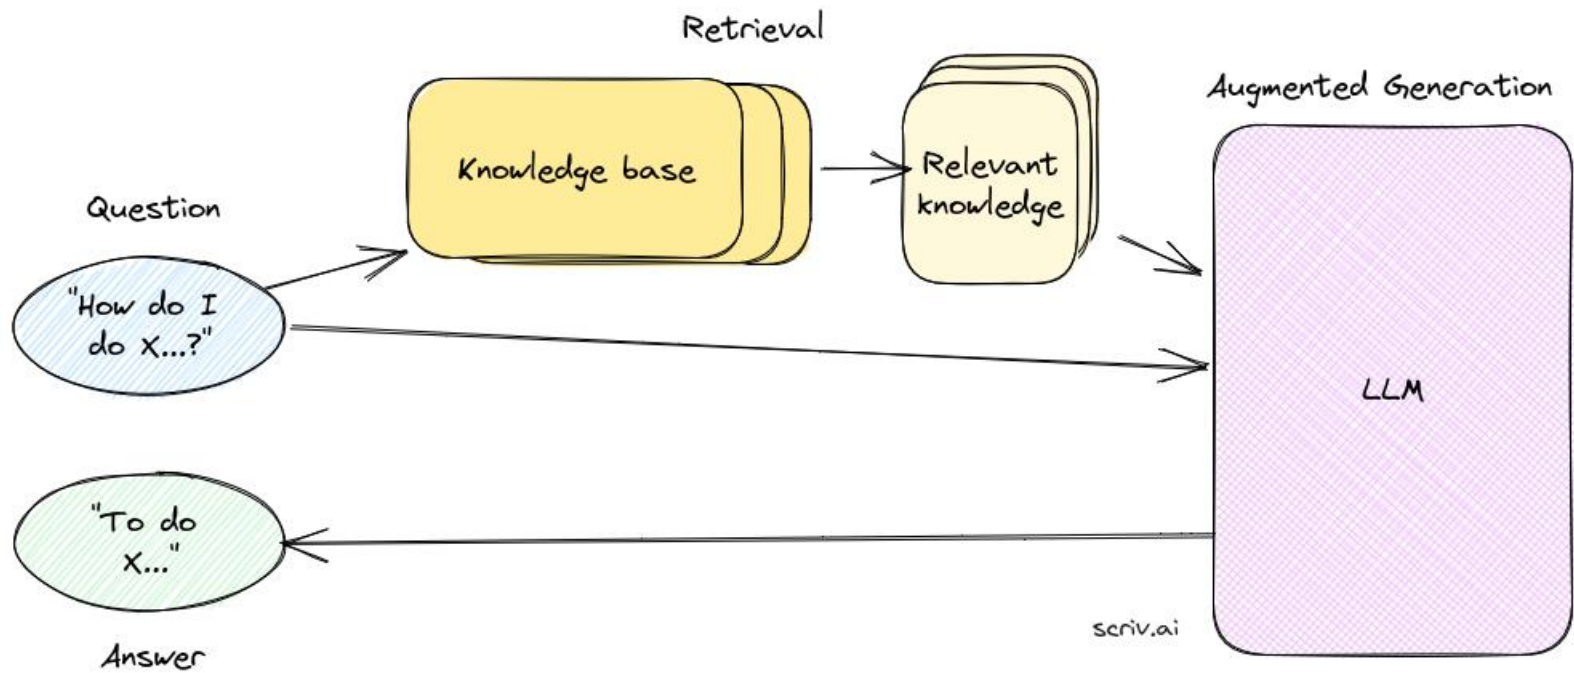 Retrieval
Augmented Generation
Knowledge base
Relevant
knowledge
Question
"How do I
do X...?"
LLM
"To do
X..."
scriv.ai
Answer